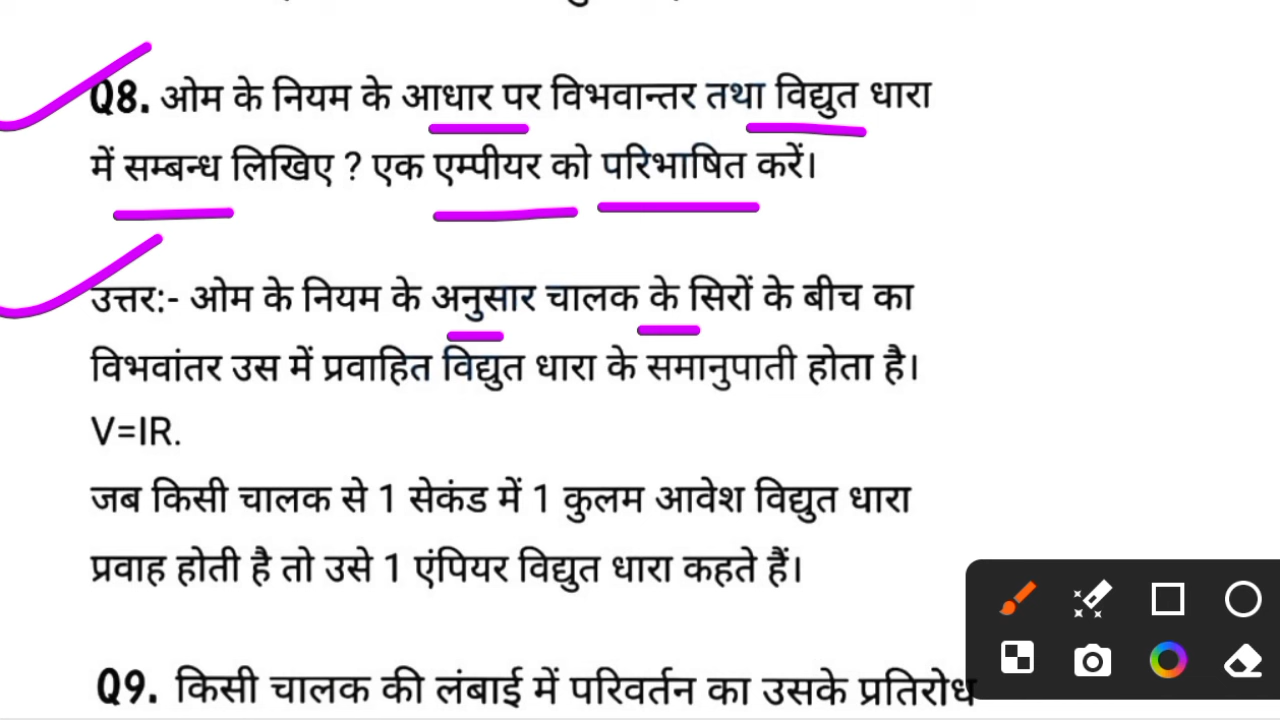 Q8. ओम के नियम के आधार पर विभवान्तर तथा विद्युत धारा
में सम्बन्ध लिखिए ? एक एम्पीयर को परिभाषित करें।
उत्तर:- ओम के नियम के अनुसार चालक के सिरों के बीच का
विभवांतर उस में प्रवाहित विद्युत धारा के समानुपाती होता है।
V=IR.
जब किसी चालक से 1 सेकंड में 1 कुलम आवेश विद्युत धारा
प्रवाह होती है तो उसे 1 एंपियर विद्युत धारा कहते हैं।
Q9. किसी चालक की लंबाई में परिवर्तन का उसके प्रतिरोध